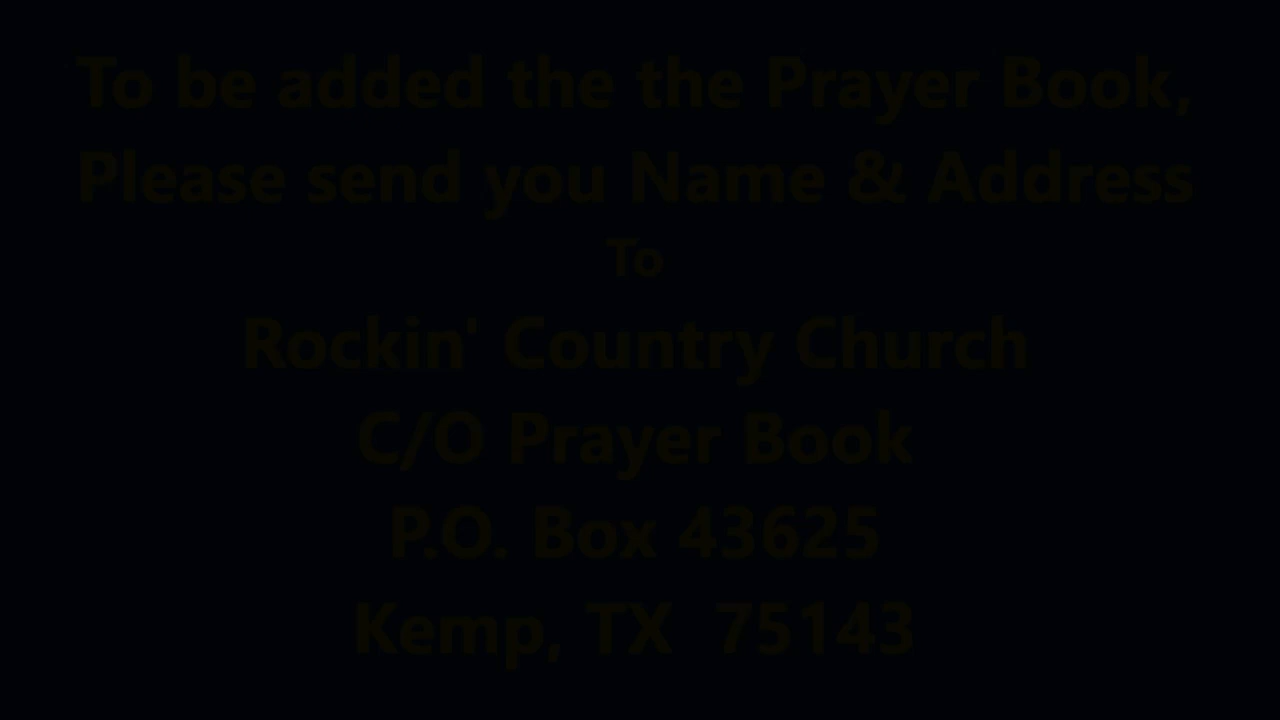 To be added the the Prayer Book,
Please send you Name & Address
To
Rockin' Country Church
C/O Prayer Book
P.O. Box 43625
Kemp, TX  75143